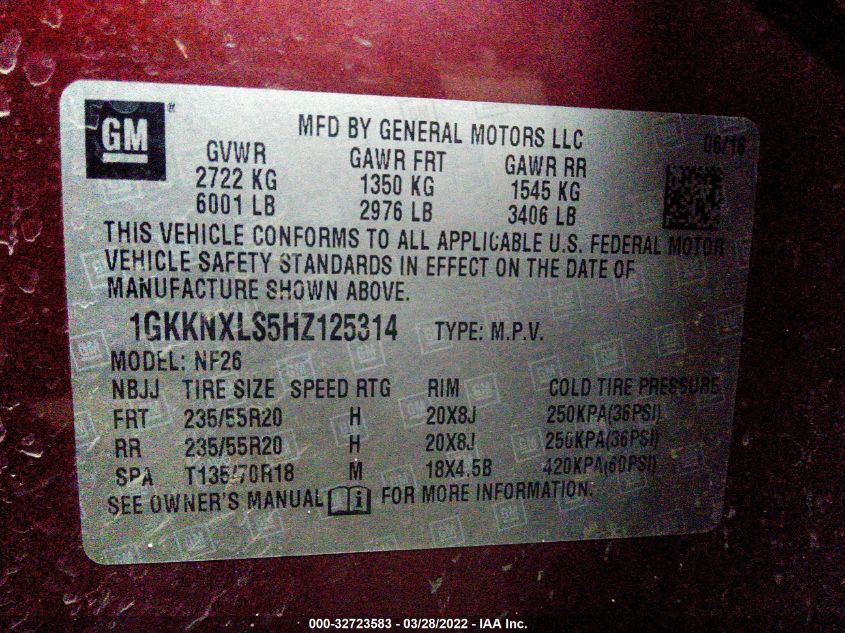 GM ®
MFD BY GENERAL MOTORS LLC 06/16
GVWR GAWR FRT GAWR RR
2722 KG 1350 KG 1545 KG
6001 LB 2976 LB 3406 LB
THIS VEHICLE CONFORMS TO ALL APPLICABLE U.S. FEDERAL MOTOR
VEHICLE SAFETY STANDARDS IN EFFECT ON THE DATE OF
MANUFACTURE SHOWN ABOVE.
1GKKNXLS5HZ125314 TYPE: M.P.V.
MODEL: NF26
NBJJ TIRE SIZE SPEED RTG RIM COLD TIRE PRESSURE
FRT 235/55R20 H 20X8J 250KPA(36PSI)
RR 235/55R20 H 20X8J 250KPA(36PSI)
SPA T135/70R18 M 18X4.5B 420KPA(60PSI)
SEE OWNER'S MANUAL i FOR MORE INFORMATION.
000-32723583 / 03/28/2022 - IAA Inc.